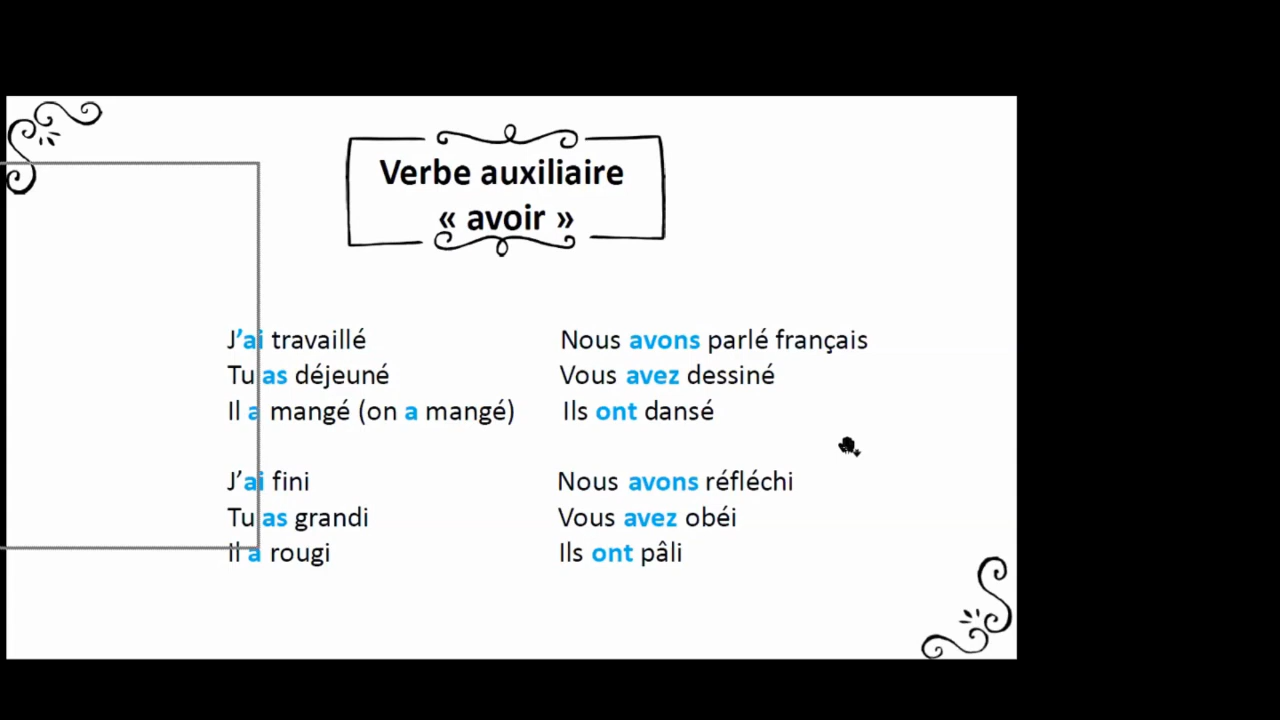 Verbe auxiliaire
« avoir »
J'ai travaillé
Tu as déjeuné
Il a mangé (on a mangé)
J'ai fini
Tu as grandi
Il a rougi
Nous avons parlé français
Vous avez dessiné
Ils ont dansé
Nous avons réfléchi
Vous avez obéi
Ils ont pâli